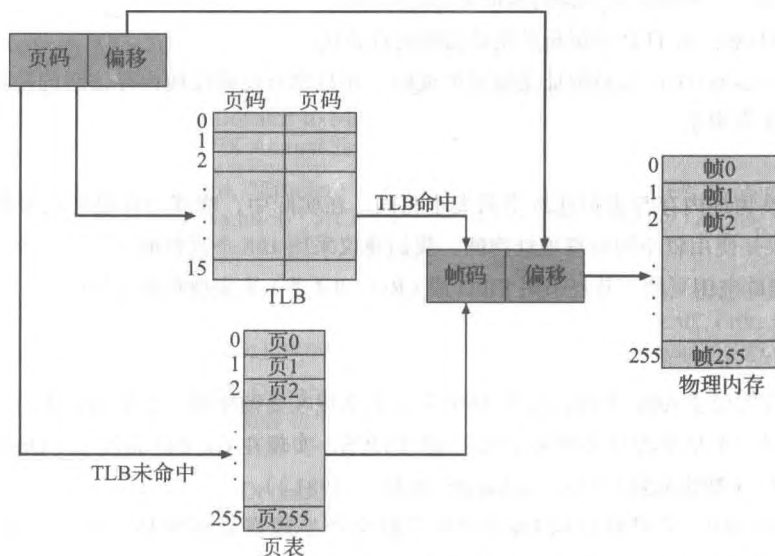 页码 偏移
页码 页码
0
1
2
15
TLB
TLB命中
帧码 偏移
0 帧0
1 帧1
2 帧2
255 帧255
物理内存
0 页0
1 页1
2 页2
TLB未命中
255 页255
页表